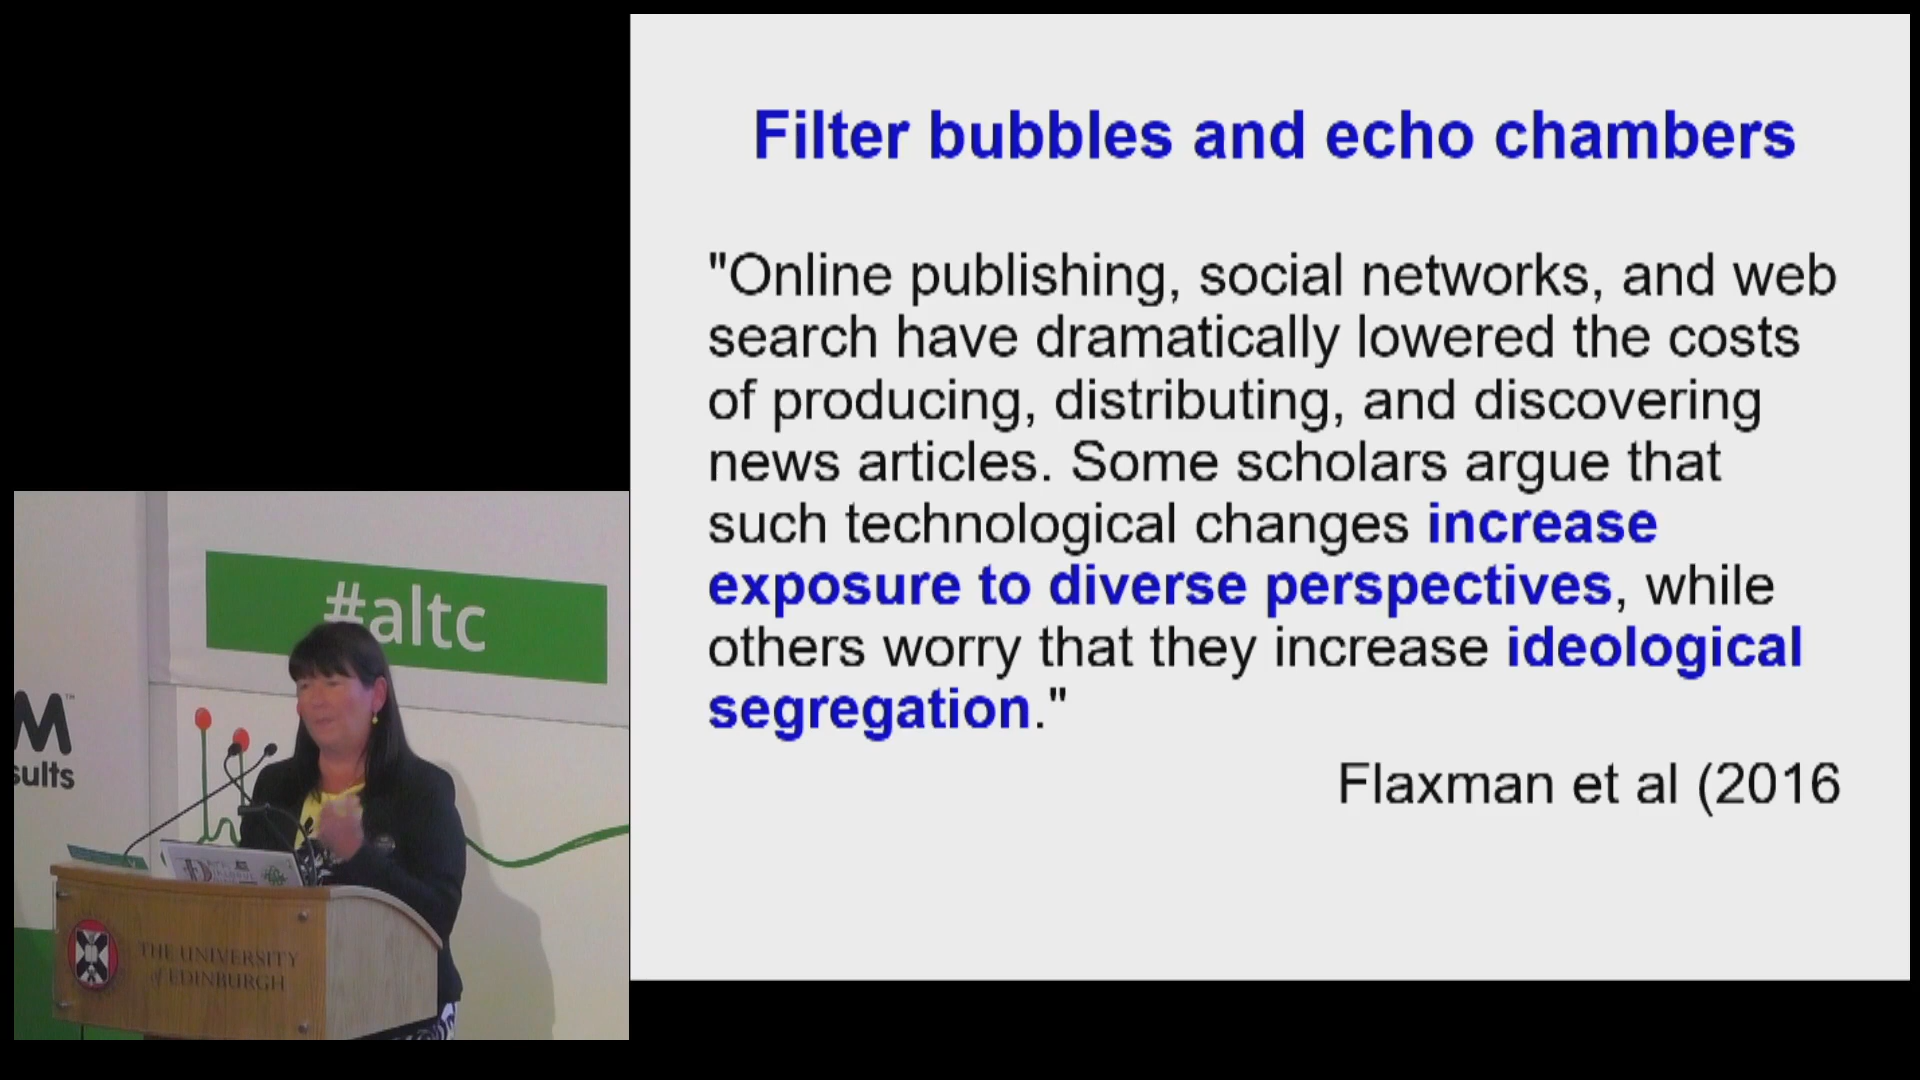 Filter bubbles and echo chambers
"Online publishing, social networks, and web
search have dramatically lowered the costs
of producing, distributing, and discovering
news articles. Some scholars argue that
such technological changes increase
exposure to diverse perspectives, while
others worry that they increase ideological
segregation."
Flaxman et al (2016
#altc
M™
sults
THE UNIVERSITY
of EDINBURGH